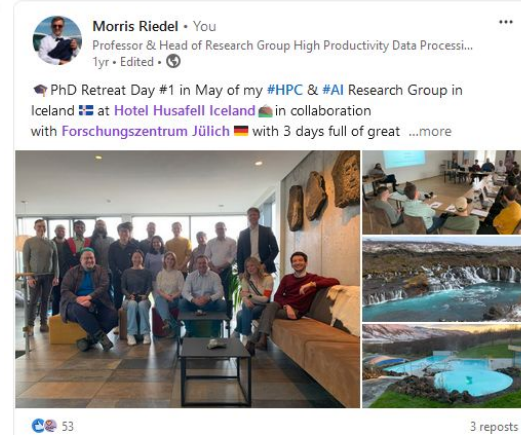 Morris Riedel • You
Professor & Head of Research Group High Productivity Data Processi...
1yr • Edited •
PhD Retreat Day #1 in May of my #HPC & #AI Research Group in
Iceland 🇮🇸 at Hotel Husafell Iceland in collaboration
with Forschungszentrum Jülich 🇩🇪 with 3 days full of great ...more
53
3 reposts